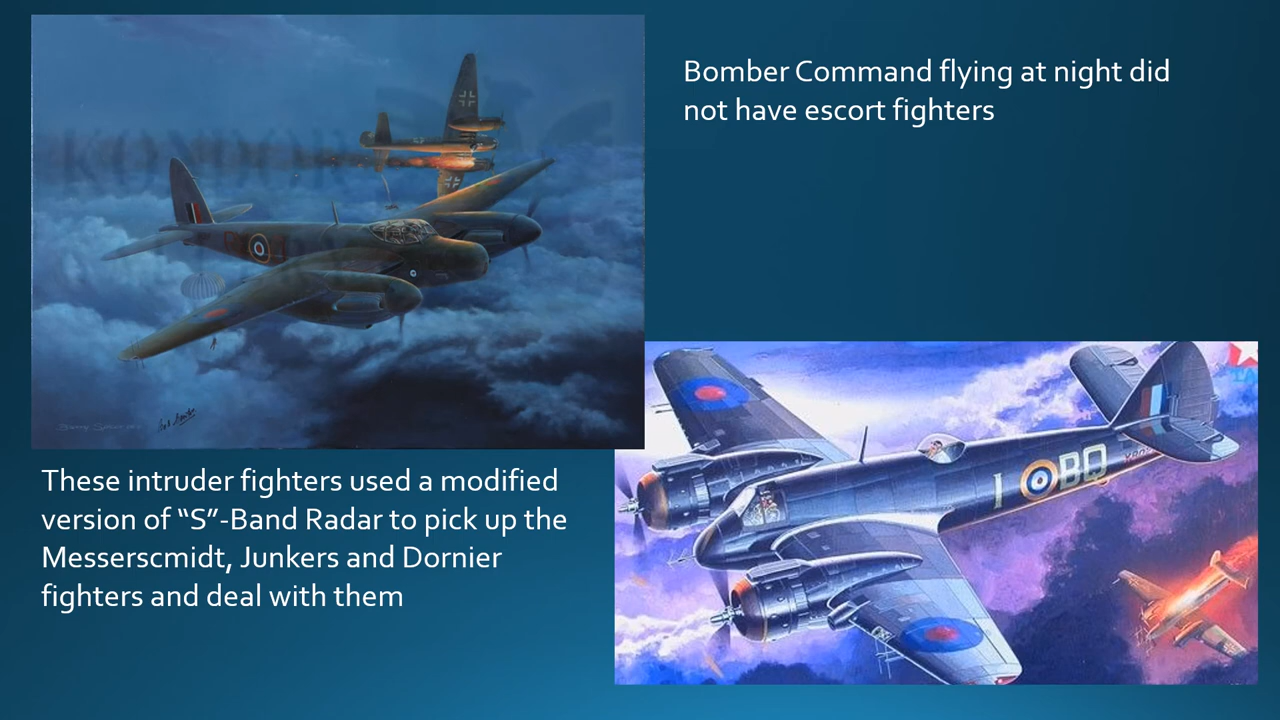 Bomber Command flying at night did
not have escort fighters
KONDOR
I BQ
These intruder fighters used a modified
version of “S”-Band Radar to pick up the
Messerscmidt, Junkers and Dornier
fighters and deal with them